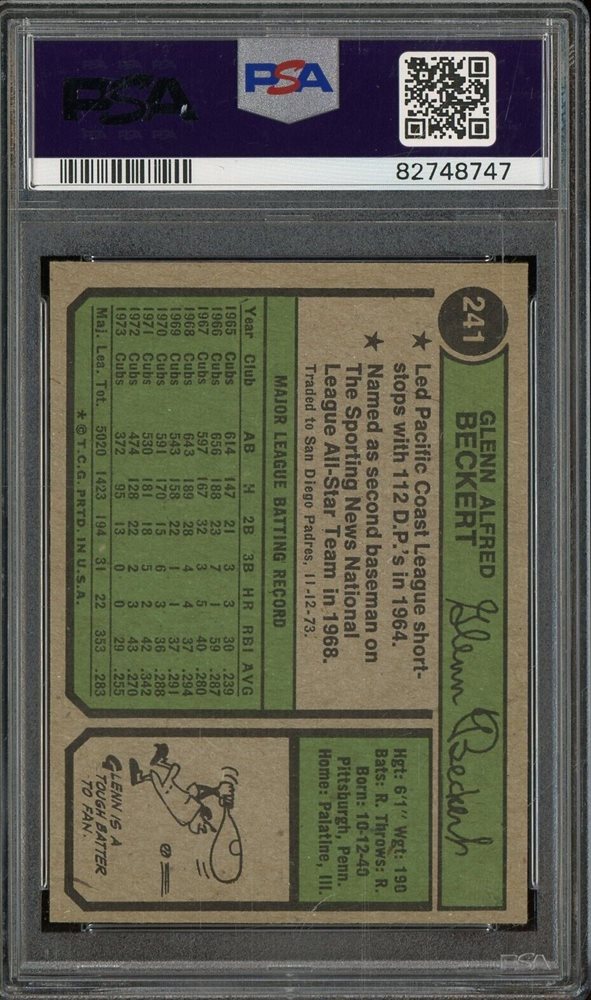 PSA
PSA
82748747
241
GLENN ALFRED
BECKERT
Glenn Beckert
★ Led Pacific Coast League short-
stops with 112 D.P.'s in 1964.
★ Named as second baseman on
The Sporting News National
League All-Star Team in 1968.
Traded to San Diego Padres, 11-12-73.
Hgt: 6'1" Wgt: 190
Bats: R. Throws: R.
Born: 10-12-40
Pittsburgh, Penn.
Home: Palatine, Ill.
MAJOR LEAGUE BATTING RECORD
Year Club AB H 2B 3B HR RBI AVG
1965 Cubs 614 147 21 3 3 30 .239
1966 Cubs 656 188 23 7 1 59 .287
1967 Cubs 597 167 32 3 5 40 .280
1968 Cubs 643 189 28 4 4 37 .294
1969 Cubs 543 158 22 1 1 37 .291
1970 Cubs 591 170 15 6 3 36 .288
1971 Cubs 530 181 18 5 2 42 .342
1972 Cubs 474 128 22 2 3 43 .270
1973 Cubs 372 95 13 0 0 29 .255
Maj. Lea. Tot. 5020 1423 194 31 22 353 .283
★ © T.C.G. PRTD. IN U.S.A.
GLENN IS A
TOUGH BATTER
TO FAN.
PSA